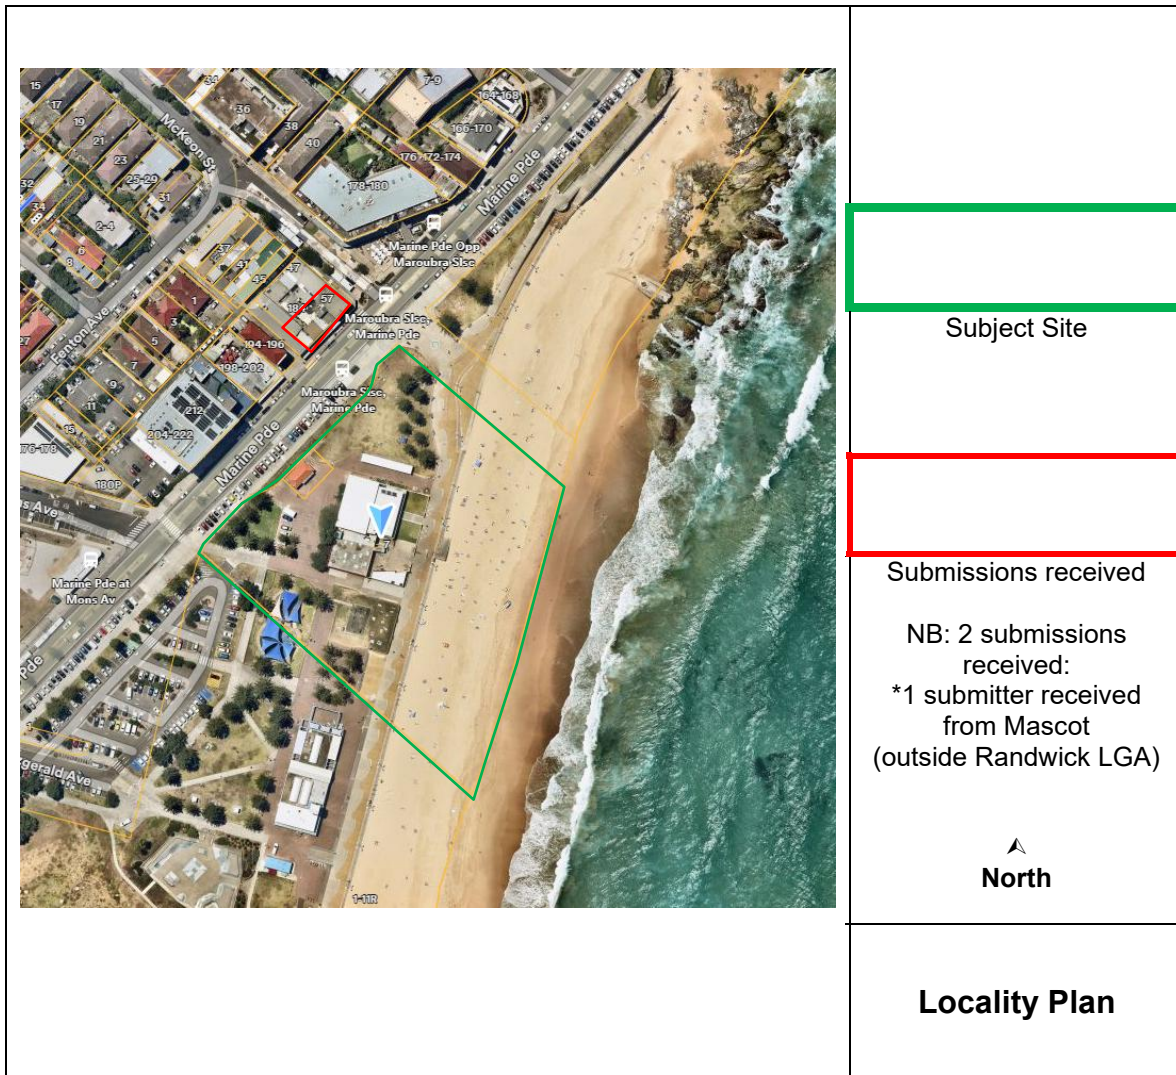 34
36
38
40
7-9
164-168
166-170
176
172-174
178-180
Marine Pde
15
17
19
21
23
25-29
31
McKeon St
32
34
2-4
6
8
Marine Pde Opp
Maroubra Slsc
37
41
45
47
57
1
3
5
7
9
11
15
27
Fenton Ave
194-196
198-202
Maroubra Slsc,
Marine Pde
Maroubra Slsc,
Marine Pde
212
204-222
Marine Pde
76-178
180P
ns Ave
Marine Pde at
Mons Av
Pde
7
gerald Ave
1-11R
Subject Site
Submissions received
NB: 2 submissions
received:
*1 submitter received
from Mascot
(outside Randwick LGA)
North
Locality Plan